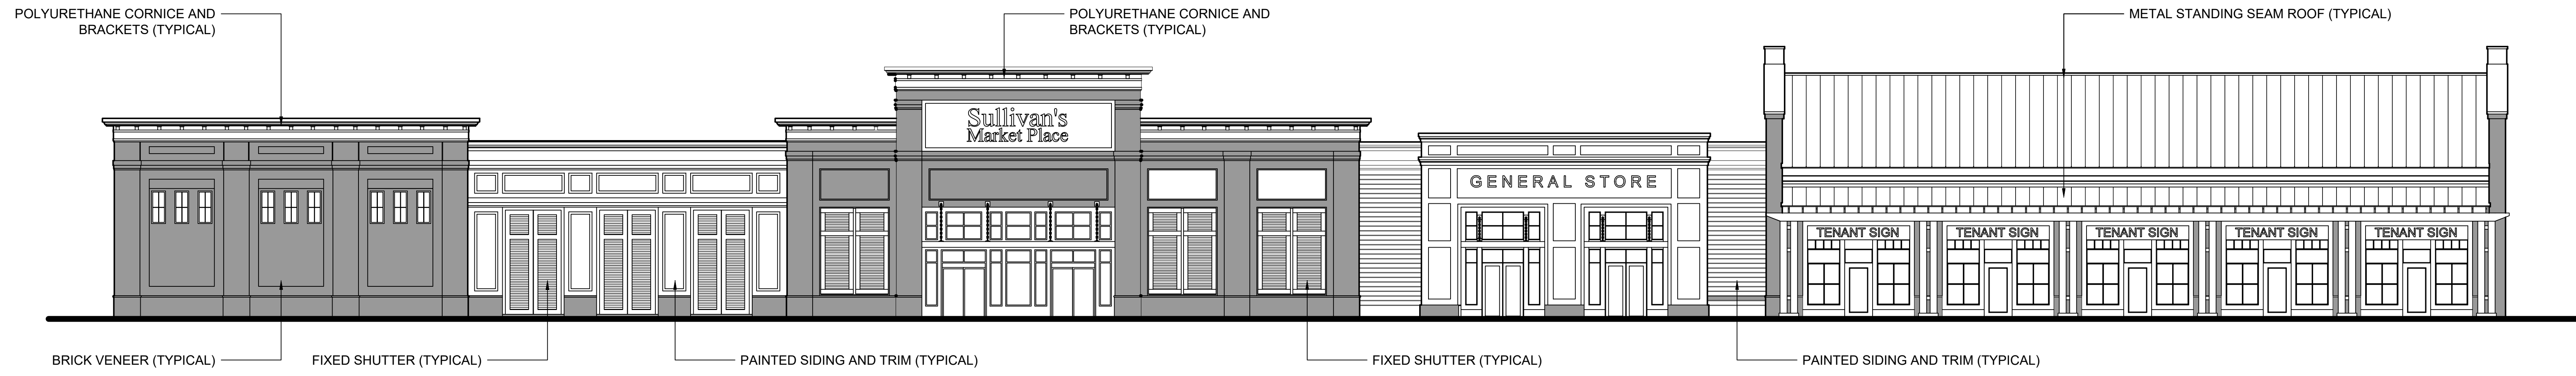 POLYURETHANE CORNICE AND
BRACKETS (TYPICAL)
POLYURETHANE CORNICE AND
BRACKETS (TYPICAL)
METAL STANDING SEAM ROOF (TYPICAL)
Sullivan's
Market Place
GENERAL STORE
TENANT SIGN
TENANT SIGN
TENANT SIGN
TENANT SIGN
TENANT SIGN
BRICK VENEER (TYPICAL)
FIXED SHUTTER (TYPICAL)
PAINTED SIDING AND TRIM (TYPICAL)
FIXED SHUTTER (TYPICAL)
PAINTED SIDING AND TRIM (TYPICAL)